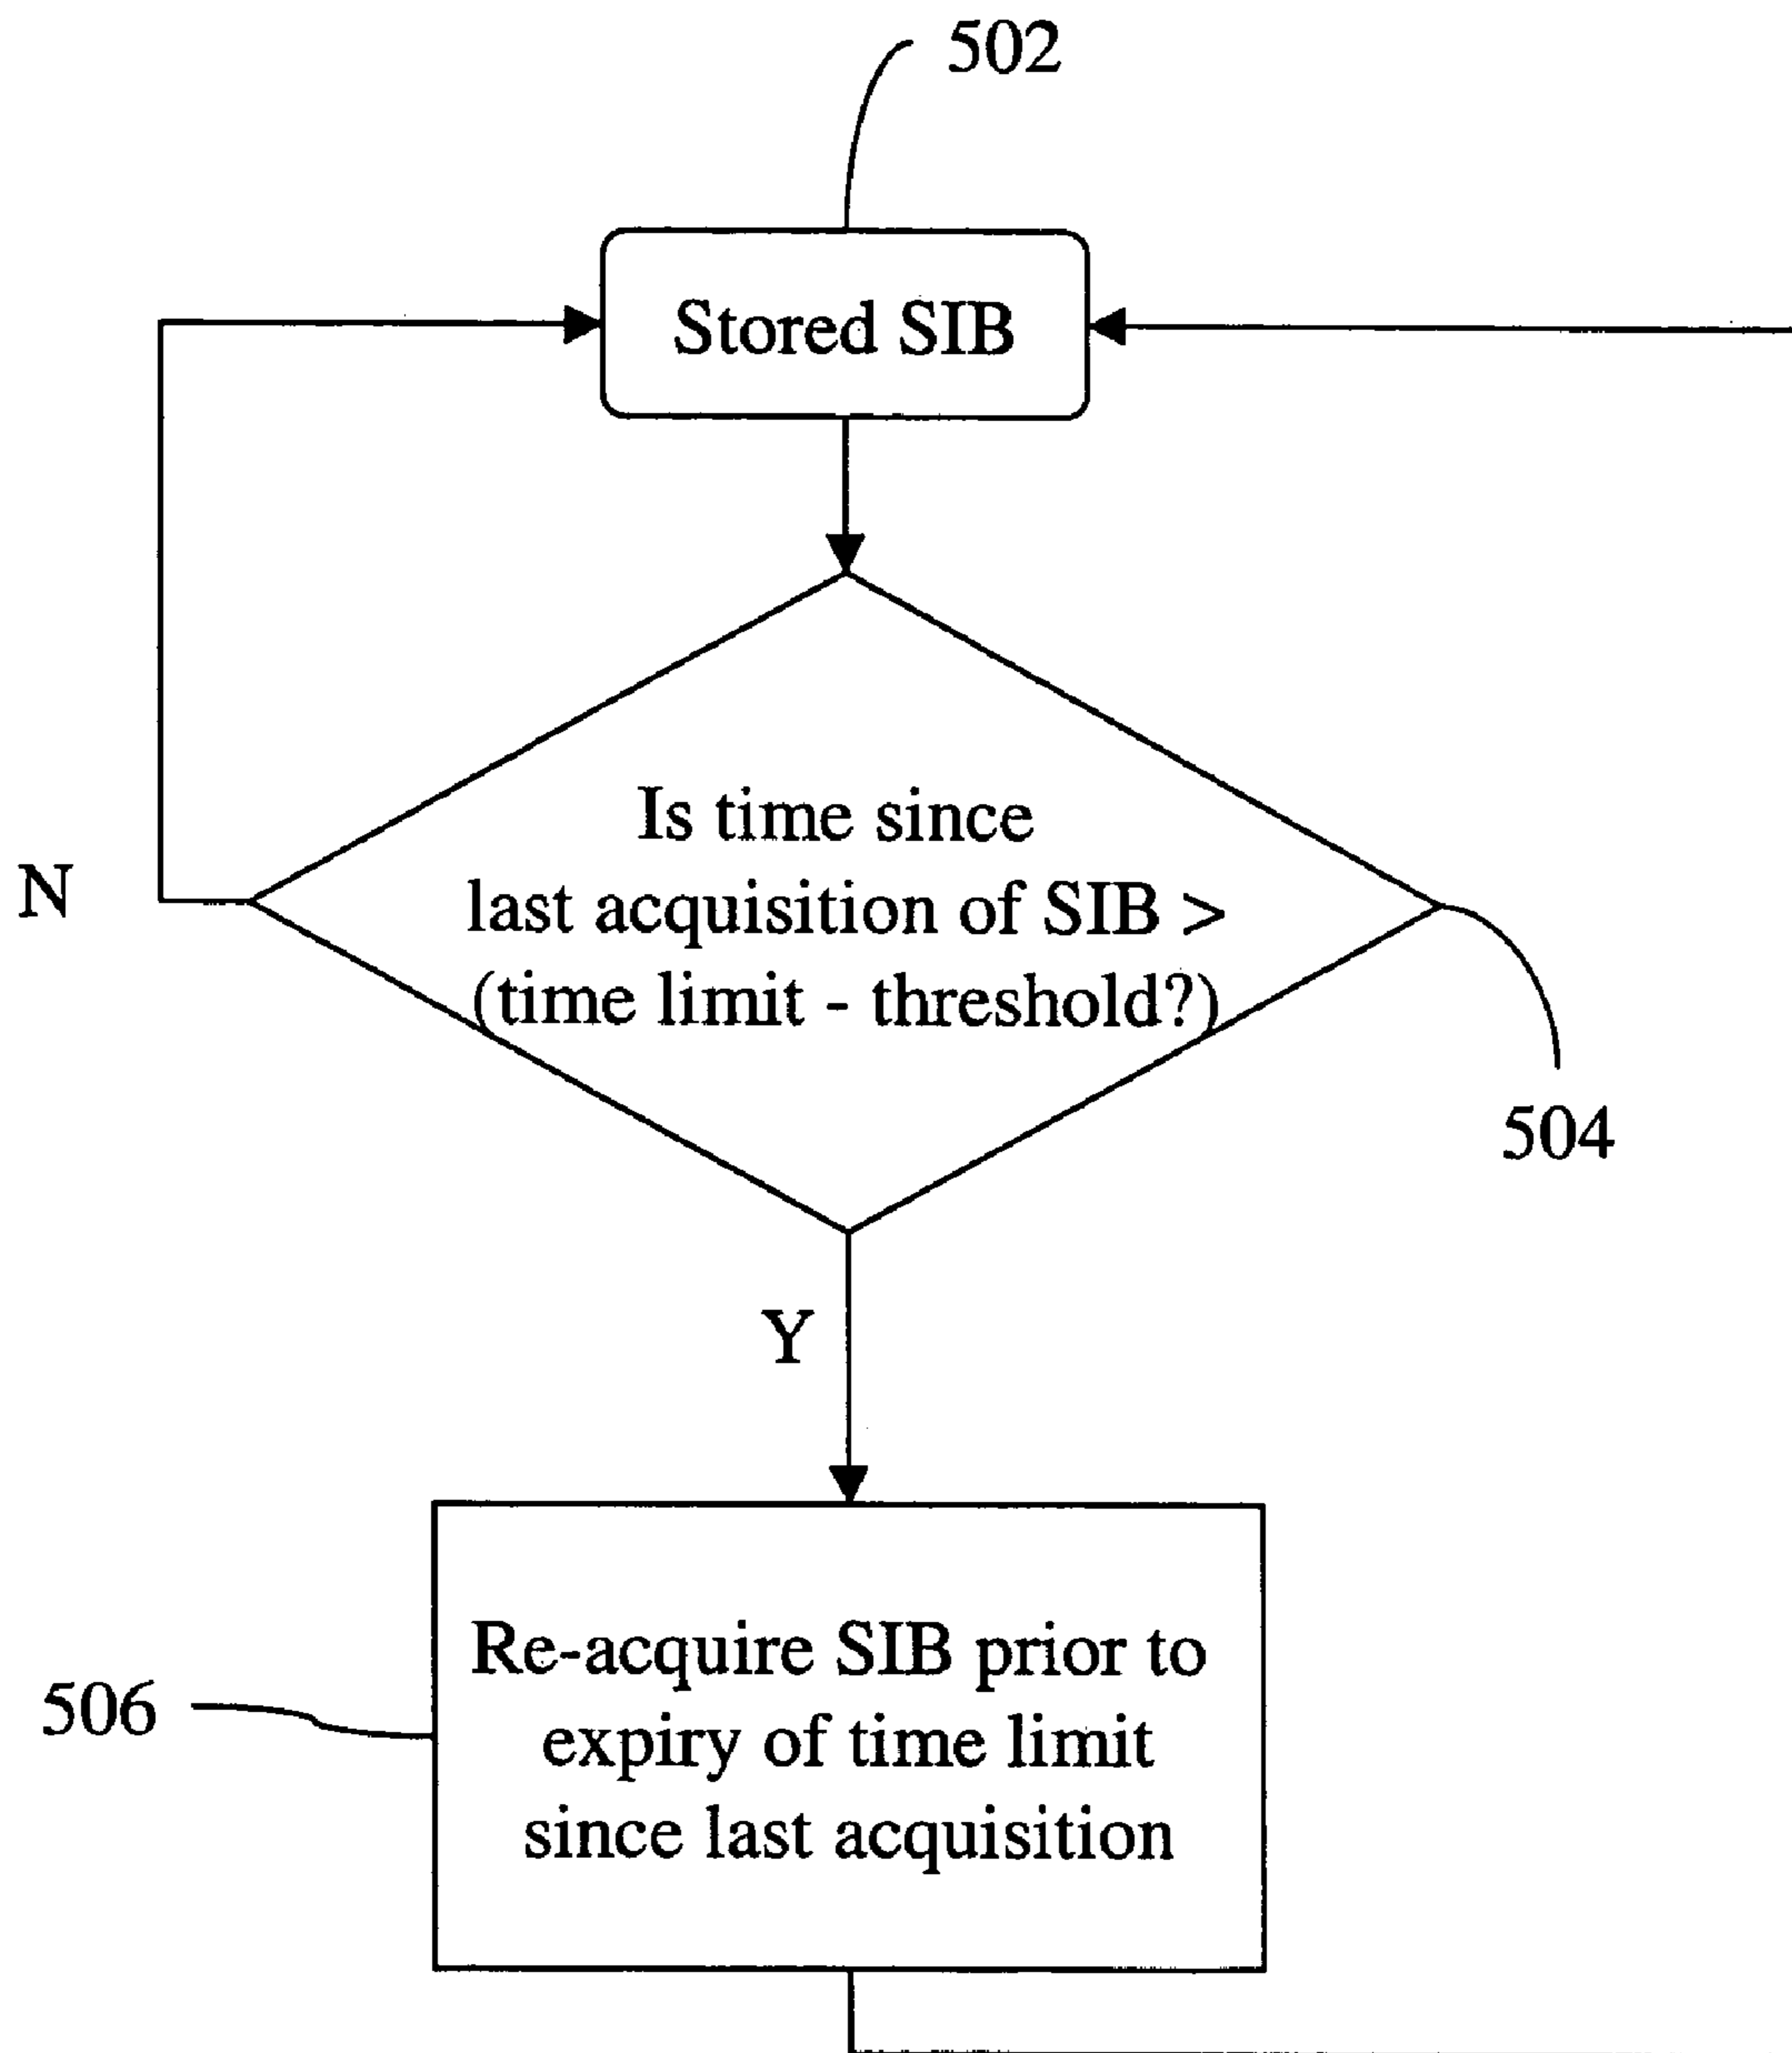 502
Stored SIB
Is time since
last acquisition of SIB >
(time limit - threshold?)
N
504
Y
Re-acquire SIB prior to
expiry of time limit
since last acquisition
506